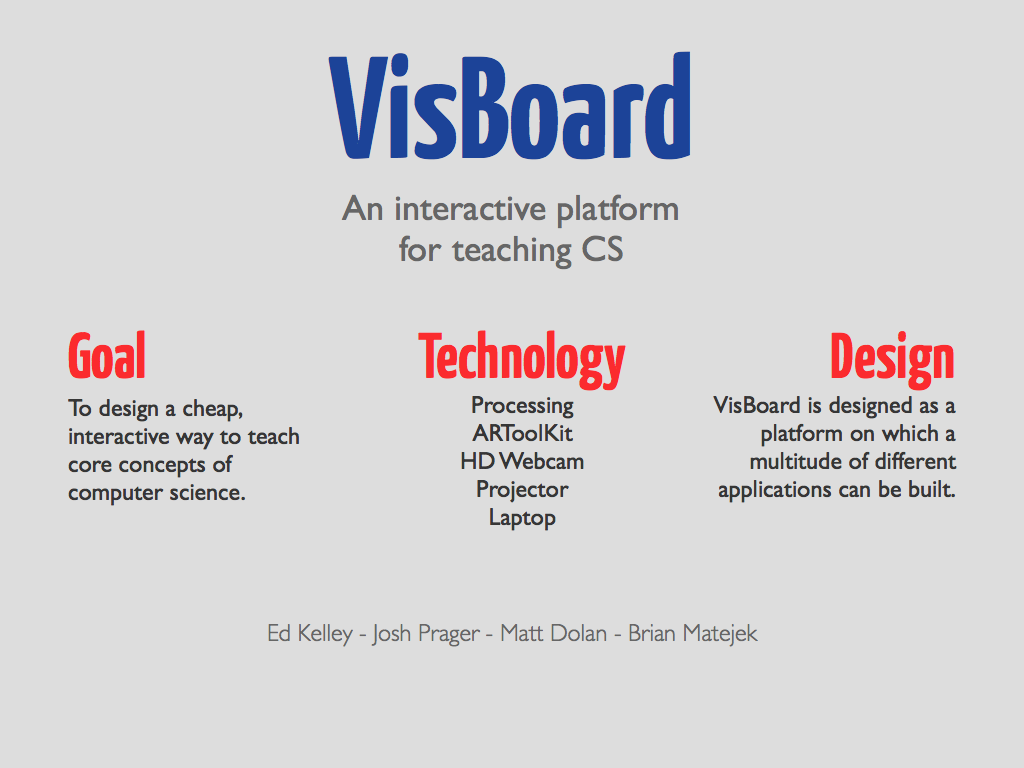 VisBoard
An interactive platform
for teaching CS
Goal
To design a cheap,
interactive way to teach
core concepts of
computer science.
Technology
Processing
ARToolKit
HD Webcam
Projector
Laptop
Design
VisBoard is designed as a
platform on which a
multitude of different
applications can be built.
Ed Kelley - Josh Prager - Matt Dolan - Brian Matejek